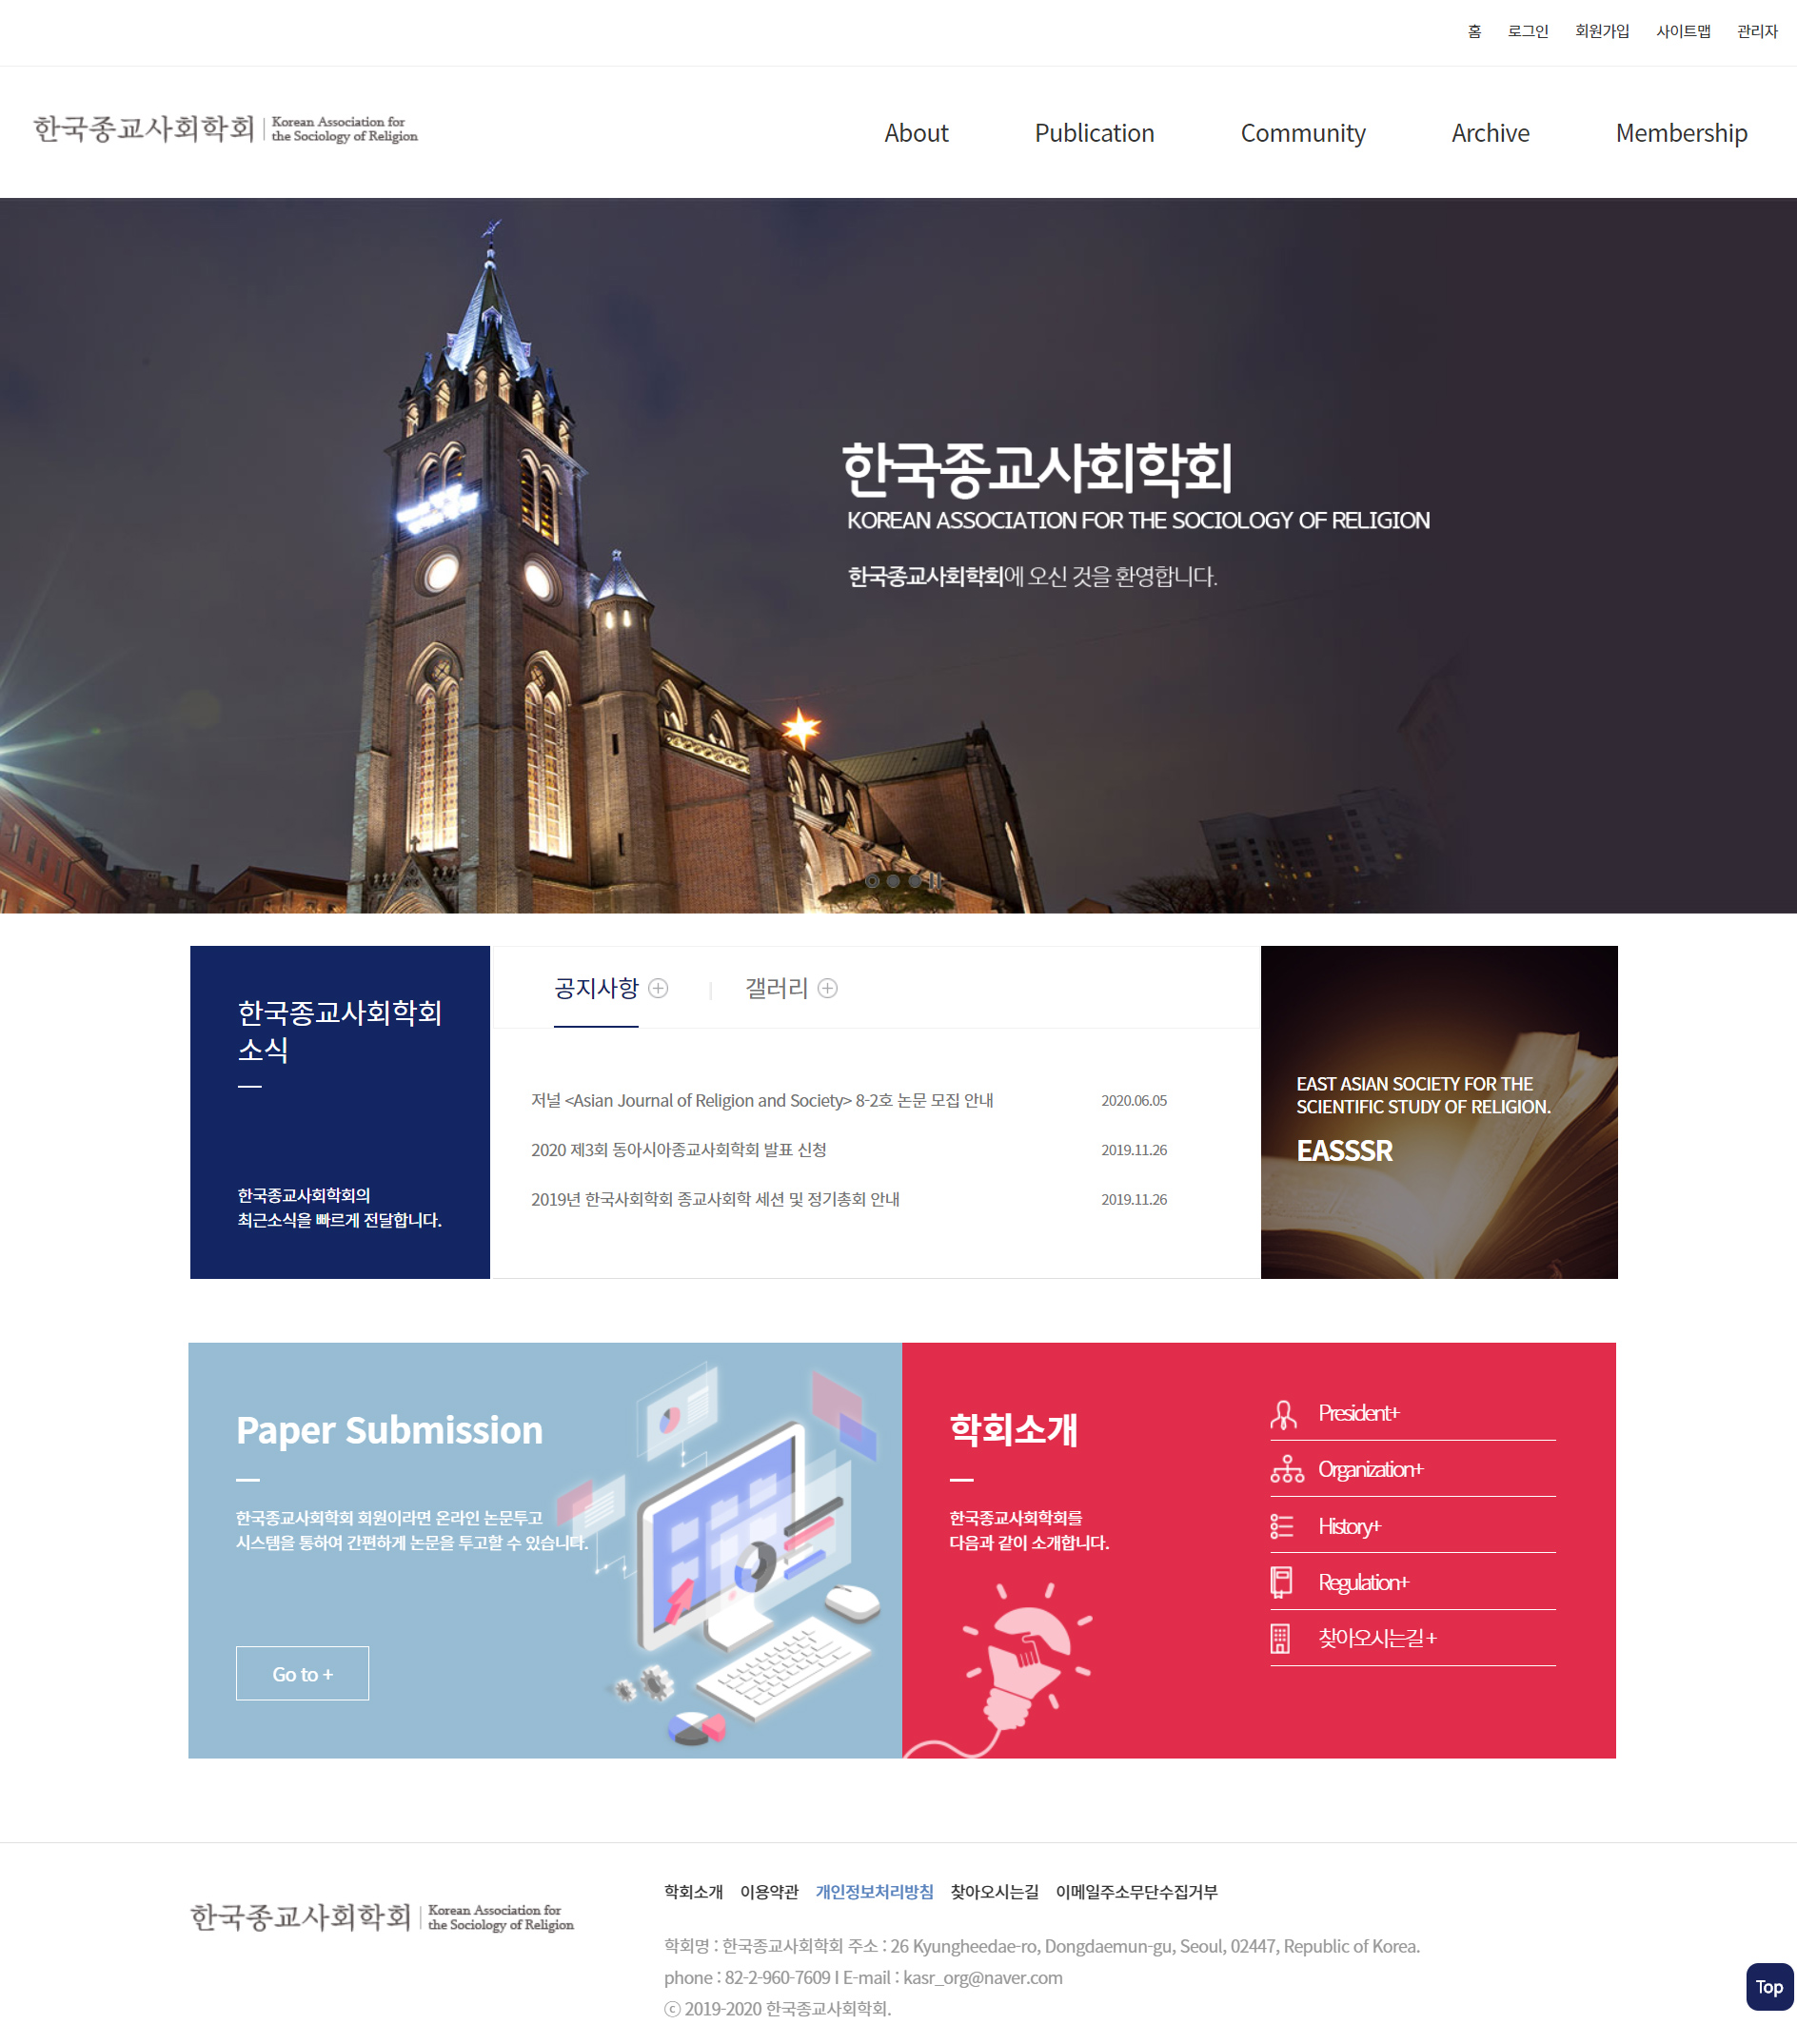 홈 로그인 회원가입 사이트맵 관리자
한국종교사회학회 Korean Association for
the Sociology of Religion
About Publication Community Archive Membership
한국종교사회학회
KOREAN ASSOCIATION FOR THE SOCIOLOGY OF RELIGION
한국종교사회학회에 오신 것을 환영합니다.
한국종교사회학회
소식
한국종교사회학회의
최근소식을 빠르게 전달합니다.
공지사항 갤러리
저널 <Asian Journal of Religion and Society> 8-2호 논문 모집 안내 2020.06.05
2020 제3회 동아시아종교사회학회 발표 신청 2019.11.26
2019년 한국사회학회 종교사회학 세션 및 정기총회 안내 2019.11.26
EAST ASIAN SOCIETY FOR THE
SCIENTIFIC STUDY OF RELIGION.
EASSSR
Paper Submission
한국종교사회학회 회원이라면 온라인 논문투고
시스템을 통하여 간편하게 논문을 투고할 수 있습니다.
Go to +
학회소개
한국종교사회학회를
다음과 같이 소개합니다.
President+
Organization+
History+
Regulation+
찾아오시는길 +
한국종교사회학회 Korean Association for
the Sociology of Religion
학회소개 이용약관 개인정보처리방침 찾아오시는길 이메일주소무단수집거부
학회명 : 한국종교사회학회 주소 : 26 Kyungheedae-ro, Dongdaemun-gu, Seoul, 02447, Republic of Korea.
phone : 82-2-960-7609 I E-mail : kasr_org@naver.com
ⓒ 2019-2020 한국종교사회학회.
Top